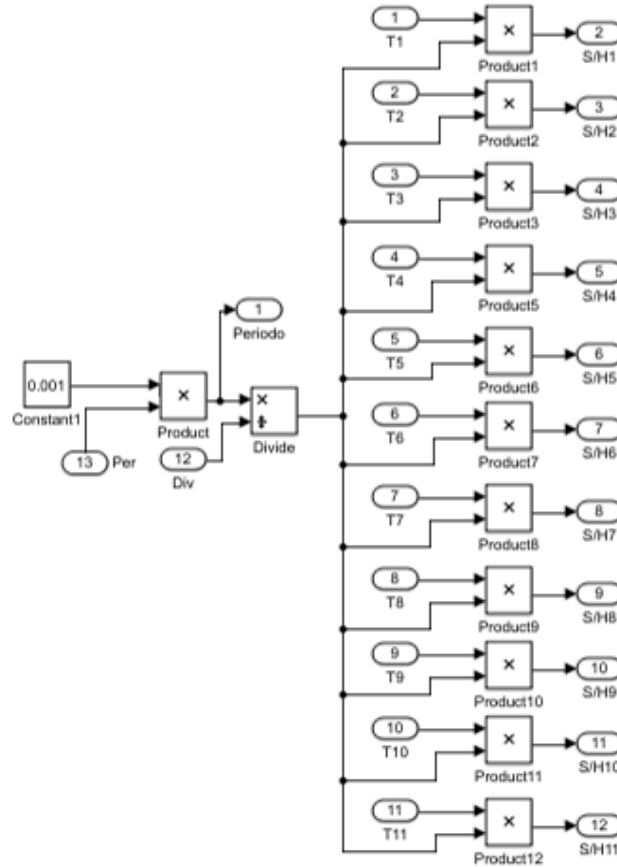 1
T1
×
Product1
2
S/H1
2
T2
×
Product2
3
S/H2
3
T3
×
Product3
4
S/H3
4
T4
×
Product5
5
S/H4
1
Periodo
5
T5
×
Product6
6
S/H5
0.001
Constant1
×
Product
×
÷
Divide
13
Per
12
Div
6
T6
×
Product7
7
S/H6
7
T7
×
Product8
8
S/H7
8
T8
×
Product9
9
S/H8
9
T9
×
Product10
10
S/H9
10
T10
×
Product11
11
S/H10
11
T11
×
Product12
12
S/H11